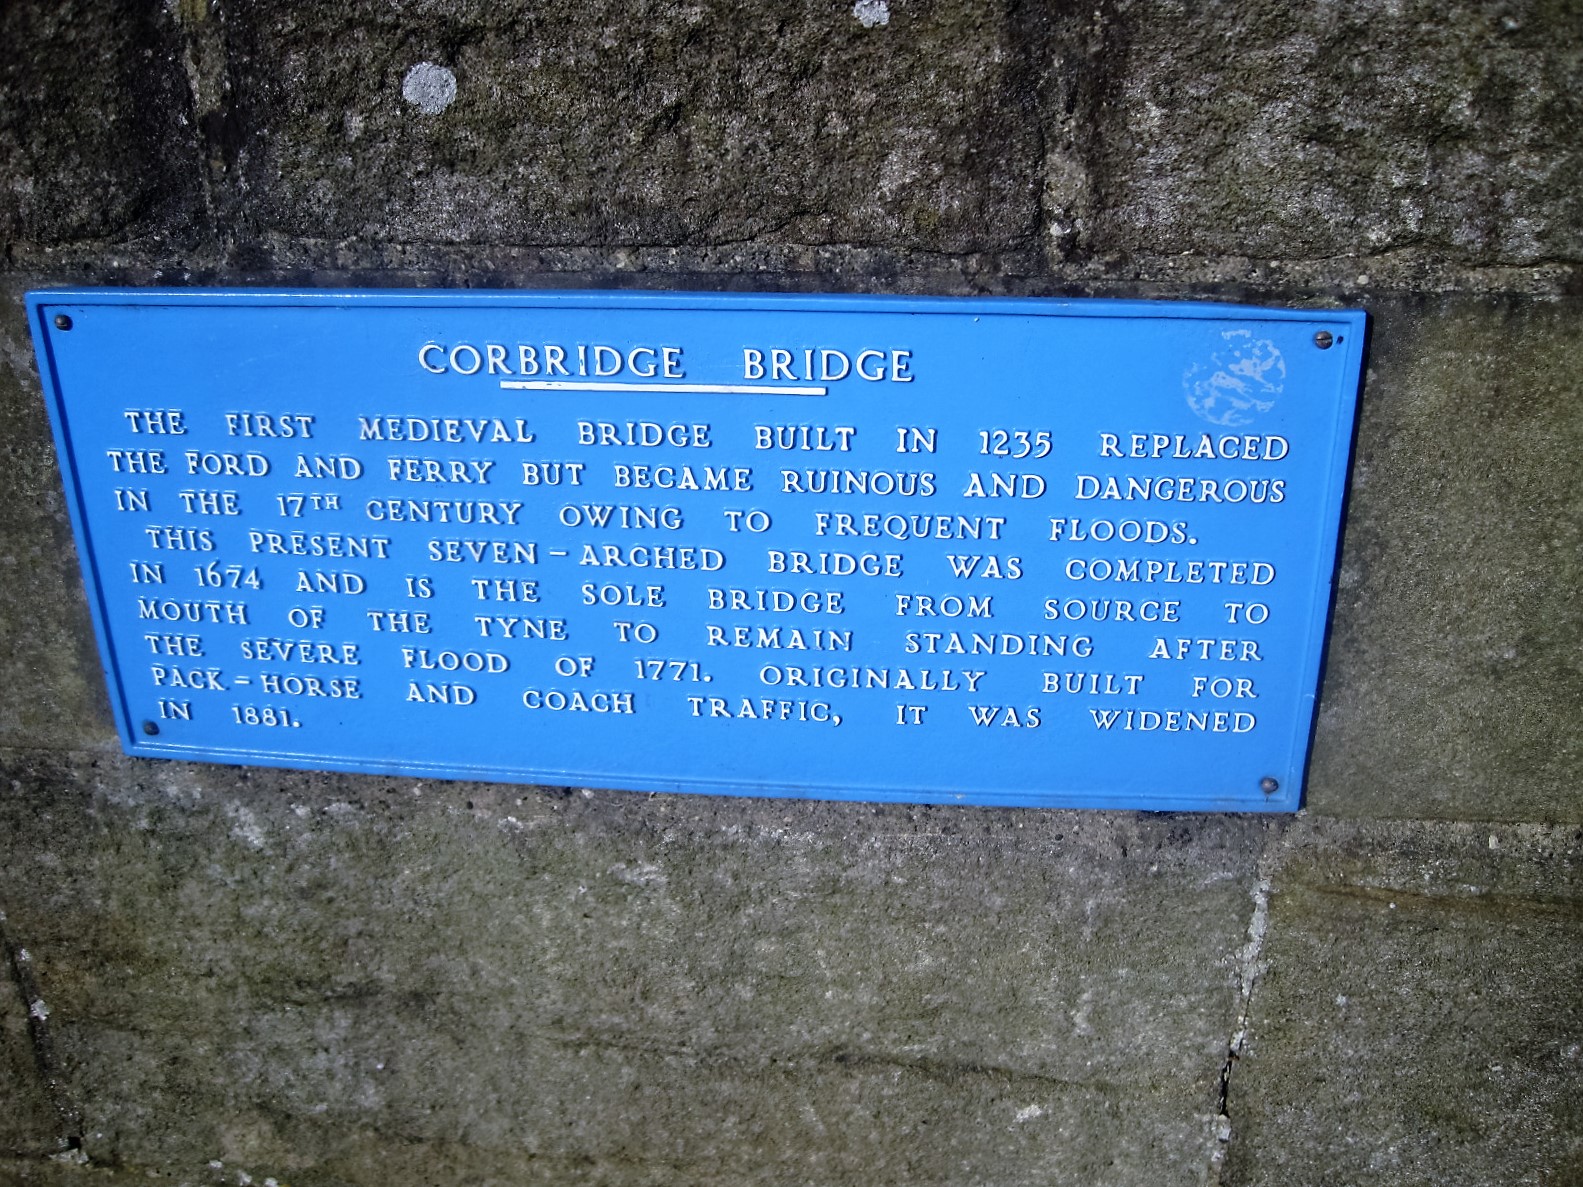 CORBRIDGE BRIDGE
THE FIRST MEDIEVAL BRIDGE BUILT IN 1235 REPLACED
THE FORD AND FERRY BUT BECAME RUINOUS AND DANGEROUS
IN THE 17TH CENTURY OWING TO FREQUENT FLOODS.
THIS PRESENT SEVEN-ARCHED BRIDGE WAS COMPLETED
IN 1674 AND IS THE SOLE BRIDGE FROM SOURCE TO
MOUTH OF THE TYNE TO REMAIN STANDING AFTER
THE SEVERE FLOOD OF 1771. ORIGINALLY BUILT FOR
PACK-HORSE AND COACH TRAFFIC, IT WAS WIDENED
IN 1881.